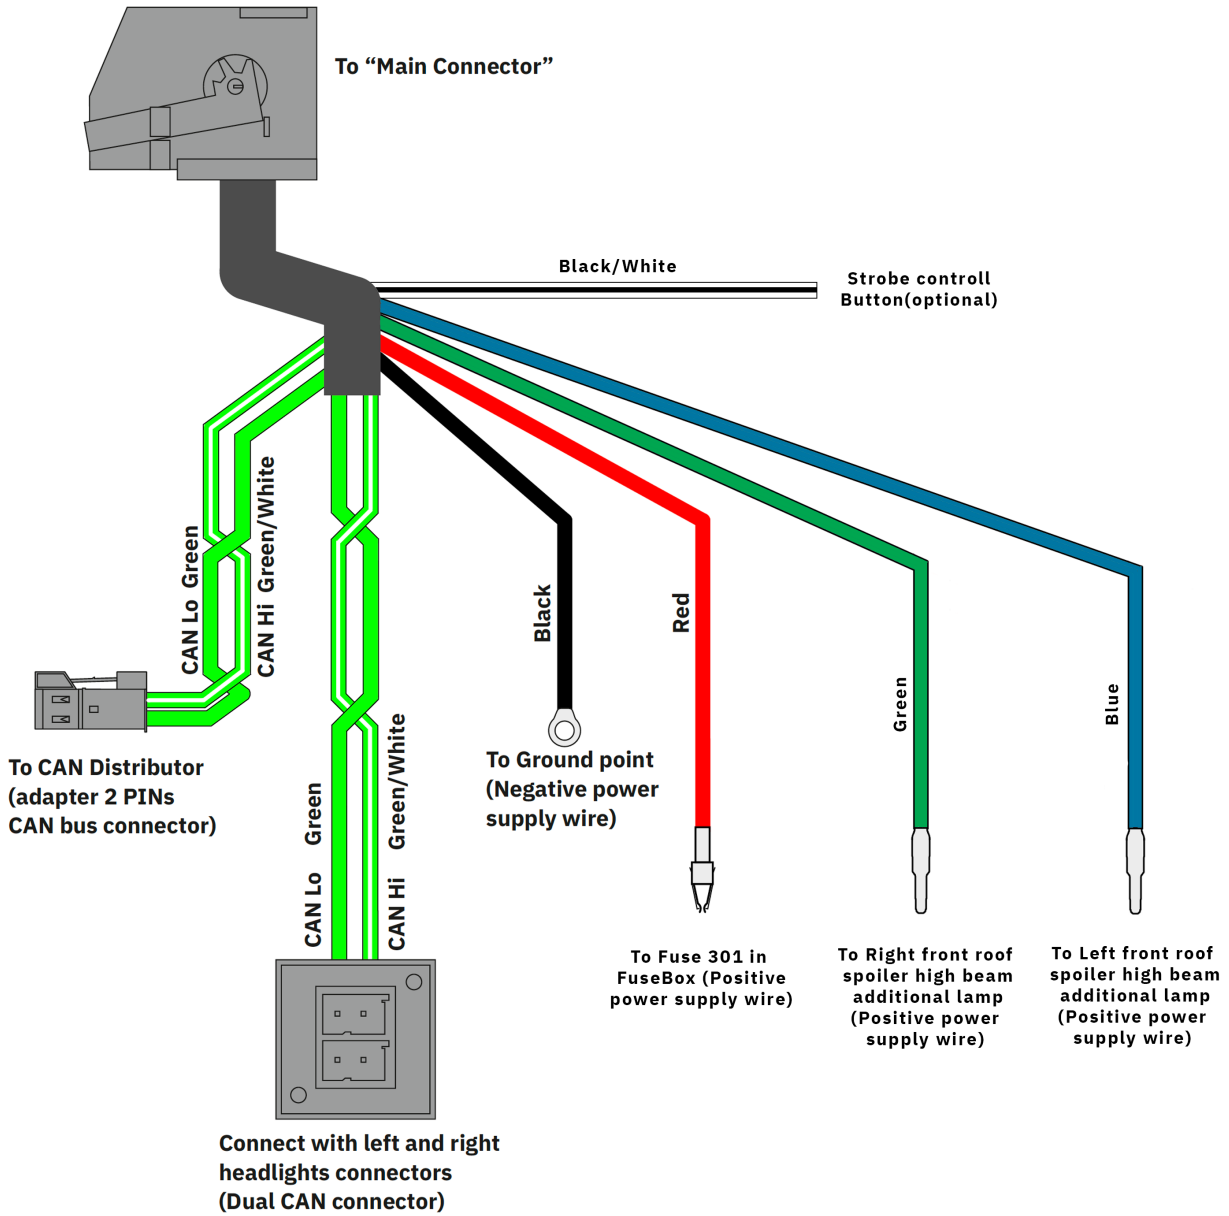 To “Main Connector”
Black/White
Strobe controll
Button(optional)
CAN Lo Green
CAN Hi Green/White
Black
Red
Green
Blue
To CAN Distributor
(adapter 2 PINs
CAN bus connector)
CAN Lo Green
CAN Hi Green/White
To Ground point
(Negative power
supply wire)
To Fuse 301 in
FuseBox (Positive
power supply wire)
To Right front roof
spoiler high beam
additional lamp
(Positive power
supply wire)
To Left front roof
spoiler high beam
additional lamp
(Positive power
supply wire)
Connect with left and right
headlights connectors
(Dual CAN connector)